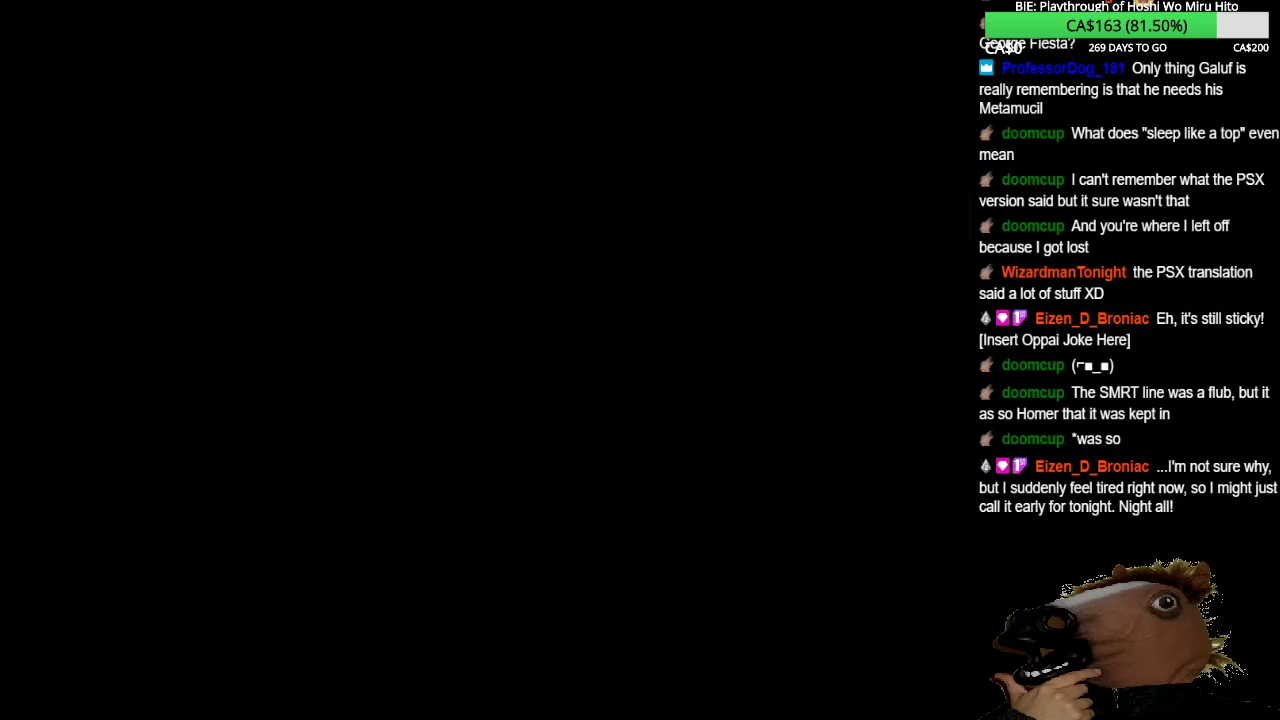 BIE: Playthrough of Hoshi Wo Miru Hito
CA$163 (81.50%)
George Fiesta?
CA$0
269 DAYS TO GO
CA$200
ProfessorDog_181 Only thing Galuf is
really remembering is that he needs his
Metamucil
doomcup What does "sleep like a top" even
mean
doomcup I can't remember what the PSX
version said but it sure wasn't that
doomcup And you're where I left off
because I got lost
WizardmanTonight the PSX translation
said a lot of stuff XD
Eizen_D_Broniac Eh, it's still sticky!
[Insert Oppai Joke Here]
doomcup (⌐■_■)
doomcup The SMRT line was a flub, but it
as so Homer that it was kept in
doomcup *was so
Eizen_D_Broniac ...I'm not sure why,
but I suddenly feel tired right now, so I might just
call it early for tonight. Night all!